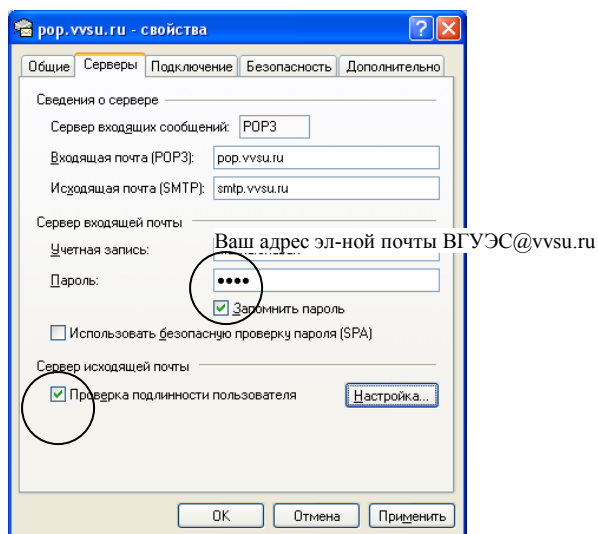 pop.vvsu.ru - свойства
Общие Серверы Подключение Безопасность Дополнительно
Сведения о сервере
Сервер входящих сообщений: POP3
Входящая почта (POP3): pop.vvsu.ru
Исходящая почта (SMTP): smtp.vvsu.ru
Сервер входящей почты
Учетная запись: Ваш адрес эл-ной почты ВГУЭС@vvsu.ru
Пароль: ●●●●
Запомнить пароль
Использовать безопасную проверку пароля (SPA)
Сервер исходящей почты
Проверка подлинности пользователя Настройка...
OK Отмена Применить